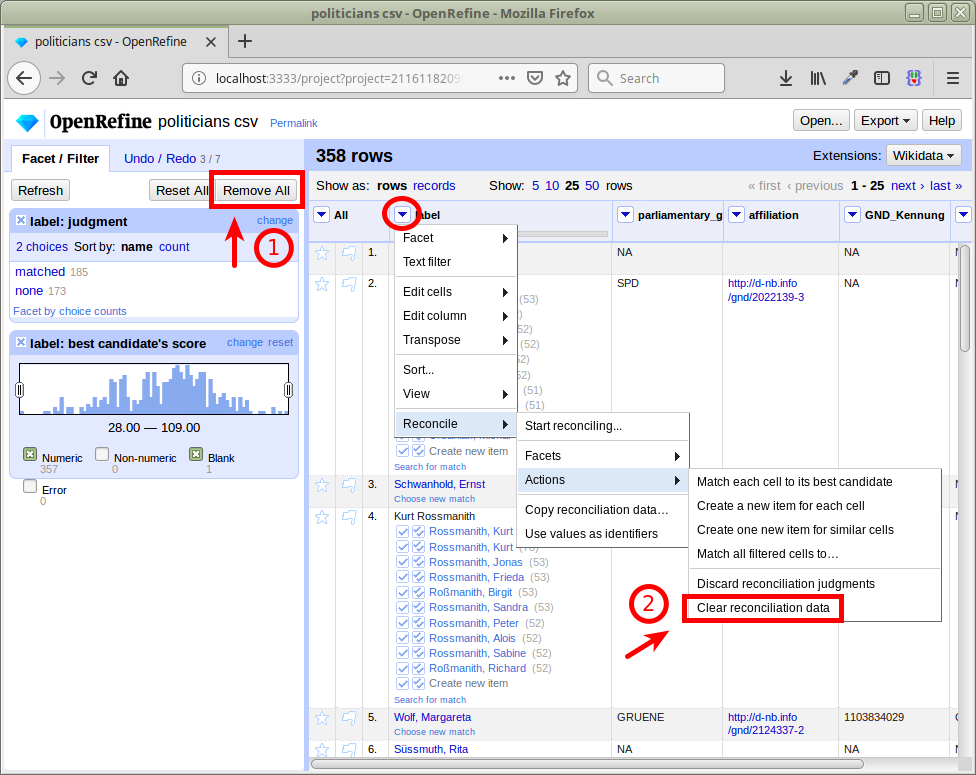 politicians csv - OpenRefine - Mozilla Firefox
politicians csv - OpenRefine
localhost:3333/project?project=211611820
Search
OpenRefine politicians csv Permalink
Open... Export Help
Facet / Filter Undo / Redo 3 / 7
358 rows
Extensions: Wikidata
Refresh Reset All Remove All
Show as: rows records Show: 5 10 25 50 rows
« first ‹ previous 1 - 25 next › last »
1
label: judgment change
2 choices Sort by: name count
matched 185
none 173
Facet by choice counts
label: best candidate's score change reset
28.00 — 109.00
Numeric 357
Non-numeric 0
Blank 1
Error 0
All label parliamentary_g affiliation GND_Kennung
1. NA NA
2. SPD http://d-nb.info NA
/gnd/2022139-3
(53)
(52)
(52)
(52)
(51)
(51)
Create new item
Search for match
3. Schwanhold, Ernst
Choose new match
4. Kurt Rossmanith
Rossmanith, Kurt
Rossmanith, Kurt
Rossmanith, Jonas (53)
Rossmanith, Frieda (53)
Roßmanith, Birgit (53)
Rossmanith, Sandra (53)
Rossmanith, Peter (52)
Rossmanith, Alois (52)
Rossmanith, Sabine (52)
Roßmanith, Richard (52)
Create new item
Search for match
5. Wolf, Margareta GRUENE http://d-nb.info 1103834029
Choose new match /gnd/2124337-2
6. Süssmuth, Rita NA NA
Facet
Text filter
Edit cells
Edit column
Transpose
Sort...
View
Reconcile
Start reconciling...
Facets
Actions
Copy reconciliation data…
Use values as identifiers
Match each cell to its best candidate
Create a new item for each cell
Create one new item for similar cells
Match all filtered cells to…
Discard reconciliation judgments
Clear reconciliation data
2